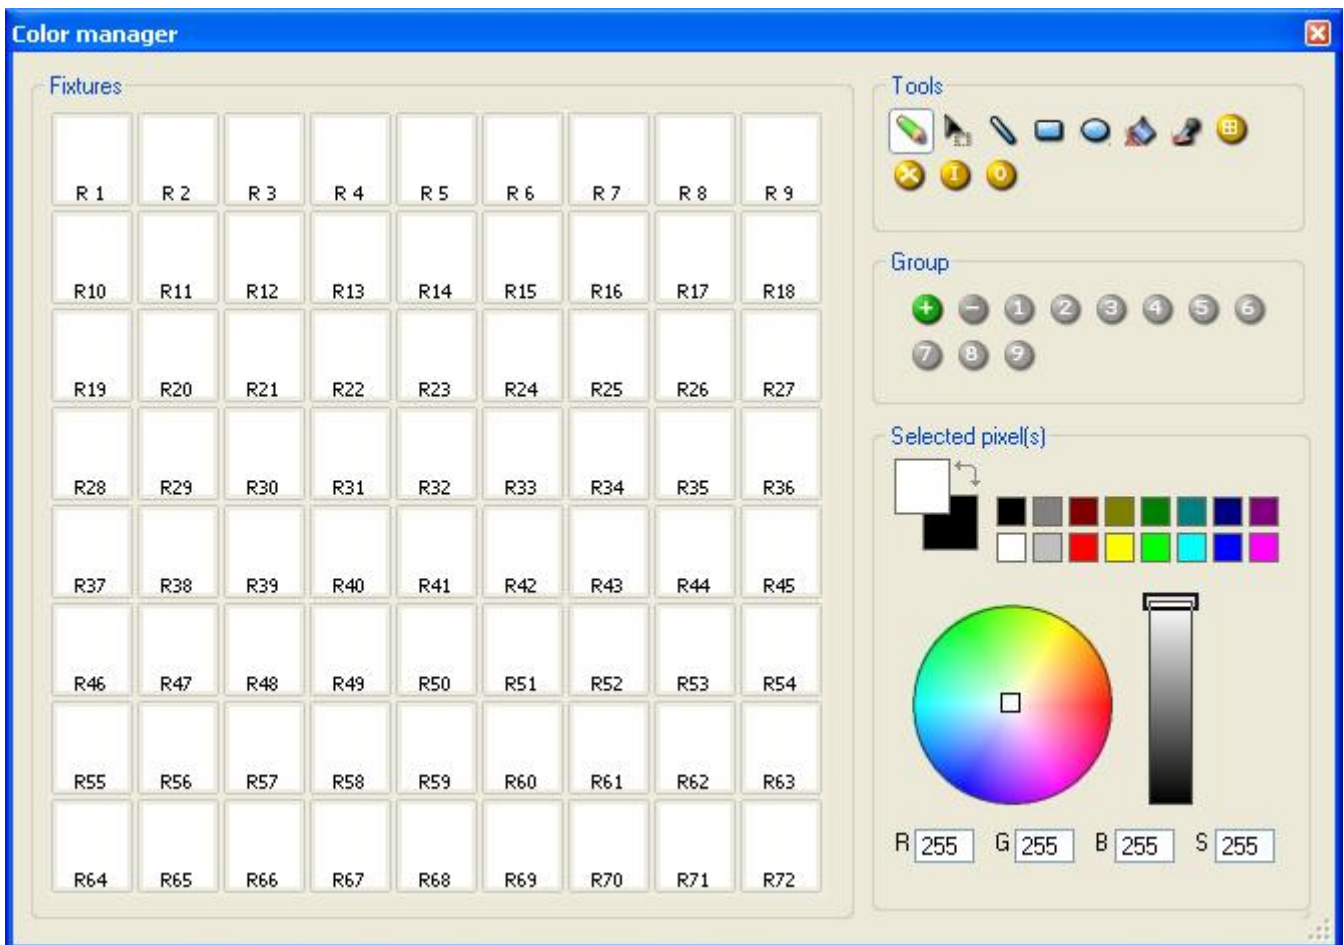 Color manager
Fixtures
R 1 R 2 R 3 R 4 R 5 R 6 R 7 R 8 R 9
R10 R11 R12 R13 R14 R15 R16 R17 R18
R19 R20 R21 R22 R23 R24 R25 R26 R27
R28 R29 R30 R31 R32 R33 R34 R35 R36
R37 R38 R39 R40 R41 R42 R43 R44 R45
R46 R47 R48 R49 R50 R51 R52 R53 R54
R55 R56 R57 R58 R59 R60 R61 R62 R63
R64 R65 R66 R67 R68 R69 R70 R71 R72
Tools
I O
Group
+ − 1 2 3 4 5 6
7 8 9
Selected pixel(s)
R 255 G 255 B 255 S 255